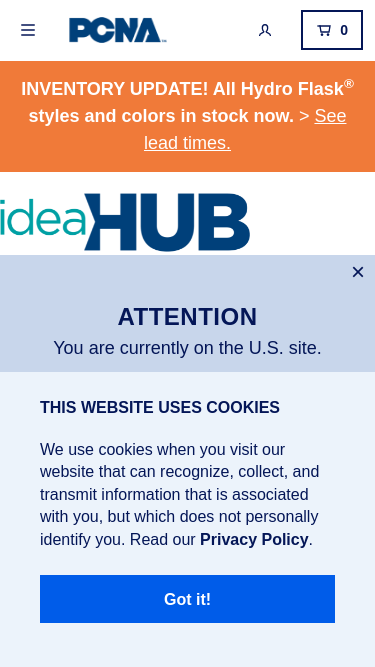 PCNA
0
INVENTORY UPDATE! All Hydro Flask®
styles and colors in stock now. > See
lead times.
ideaHUB
×
ATTENTION
You are currently on the U.S. site.
THIS WEBSITE USES COOKIES
We use cookies when you visit our
website that can recognize, collect, and
transmit information that is associated
with you, but which does not personally
identify you. Read our Privacy Policy.
Got it!